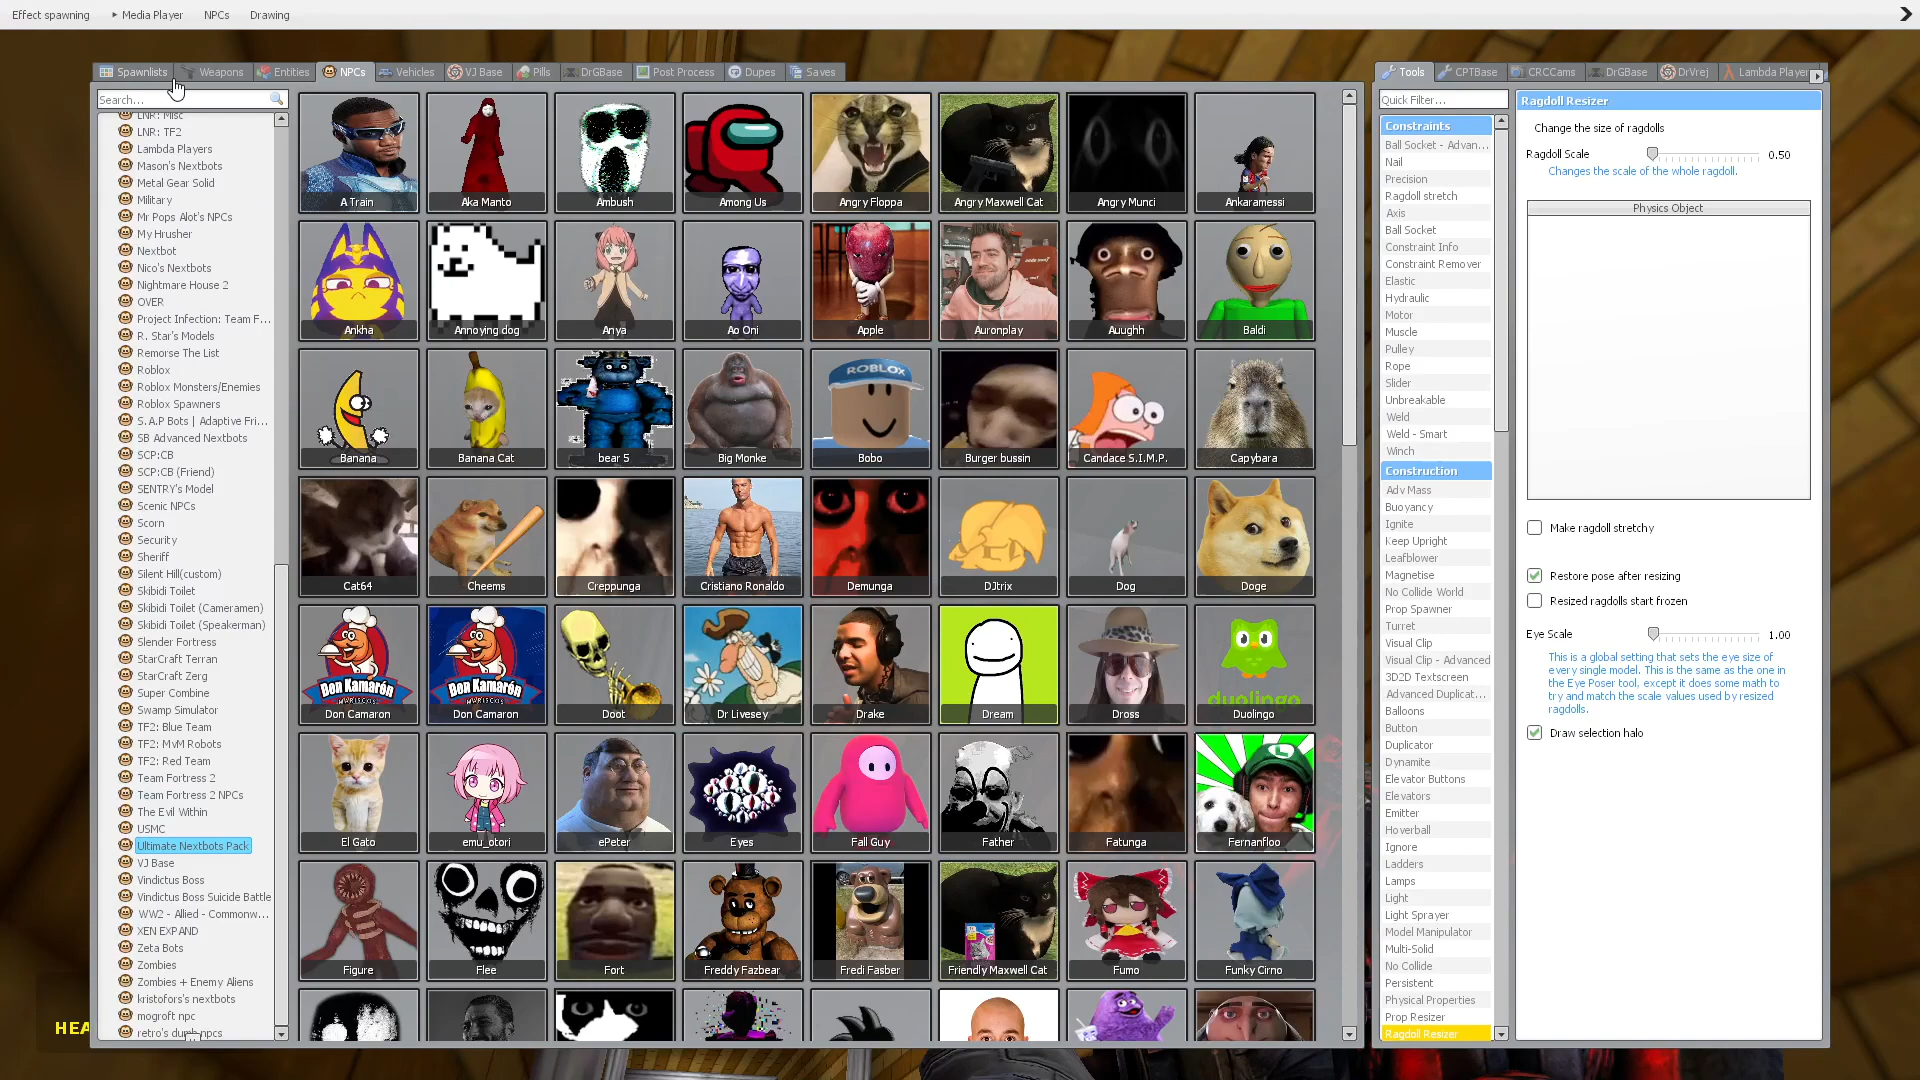 Effect spawning
Media Player
NPCs
Drawing
Spawnlists
Weapons
Entities
NPCs
Vehicles
VJ Base
Pills
DrGBase
Post Process
Dupes
Saves
Search...
LNR: Misc
LNR: TF2
Lambda Players
Mason's Nextbots
Metal Gear Solid
Military
Mr Pops Alot's NPCs
My Hrusher
Nextbot
Nico's Nextbots
Nightmare House 2
OVER
Project Infection: Team F...
R. Star's Models
Remorse The List
Roblox
Roblox Monsters/Enemies
Roblox Spawners
S.A.P Bots | Adaptive Fri...
SB Advanced Nextbots
SCP:CB
SCP:CB (Friend)
SENTRY's Model
Scenic NPCs
Scorn
Security
Sheriff
Silent Hill(custom)
Skibidi Toilet
Skibidi Toilet (Cameramen)
Skibidi Toilet (Speakerman)
Slender Fortress
StarCraft Terran
StarCraft Zerg
Super Combine
Swamp Simulator
TF2: Blue Team
TF2: MvM Robots
TF2: Red Team
Team Fortress 2
Team Fortress 2 NPCs
The Evil Within
USMC
Ultimate Nextbots Pack
VJ Base
Vindictus Boss
Vindictus Boss Suicide Battle
WW2 - Allied - Commonw...
XEN EXPAND
Zeta Bots
Zombies
Zombies + Enemy Aliens
kristofors's nextbots
mogroft npc
retro's dumb npcs
HEA
A Train
Aka Manto
Ambush
Among Us
Angry Floppa
Angry Maxwell Cat
Angry Munci
Ankaramessi
Ankha
Annoying dog
Anya
Ao Oni
Apple
Auronplay
Auughh
Baldi
Banana
Banana Cat
bear 5
Big Monke
ROBLOX
Bobo
Burger bussin
Candace S.I.M.P.
Capybara
Cat64
Cheems
Creppunga
Cristiano Ronaldo
Demunga
DJtrix
Dog
Doge
Don Kamarón
Don Camaron
Don Kamarón
Don Camaron
Doot
Dr Livesey
Drake
Dream
Dross
duolingo
Duolingo
El Gato
emu_otori
ePeter
Eyes
Fall Guy
Father
Fatunga
Fernanfloo
Figure
Flee
Fort
Freddy Fazbear
Fredi Fasber
Friendly Maxwell Cat
Fumo
Funky Cirno
Tools
CPTBase
CRCCams
DrGBase
DrVrej
Lambda Player
Quick Filter...
Constraints
Ball Socket - Advan...
Nail
Precision
Ragdoll stretch
Axis
Ball Socket
Constraint Info
Constraint Remover
Elastic
Hydraulic
Motor
Muscle
Pulley
Rope
Slider
Unbreakable
Weld
Weld - Smart
Winch
Construction
Adv Mass
Buoyancy
Ignite
Keep Upright
Leafblower
Magnetise
No Collide World
Prop Spawner
Turret
Visual Clip
Visual Clip - Advanced
3D2D Textscreen
Advanced Duplicat...
Balloons
Button
Duplicator
Dynamite
Elevator Buttons
Elevators
Emitter
Hoverball
Ignore
Ladders
Lamps
Light
Light Sprayer
Model Manipulator
Multi-Solid
No Collide
Persistent
Physical Properties
Prop Resizer
Ragdoll Resizer
Ragdoll Resizer
Change the size of ragdolls
Ragdoll Scale
0.50
Changes the scale of the whole ragdoll.
Physics Object
Make ragdoll stretchy
Restore pose after resizing
Resized ragdolls start frozen
Eye Scale
1.00
This is a global setting that sets the eye size of
every single model. This is the same as the one in
the Eye Poser tool, except it does some math to
try and match the scale values used by resized
ragdolls.
Draw selection halo